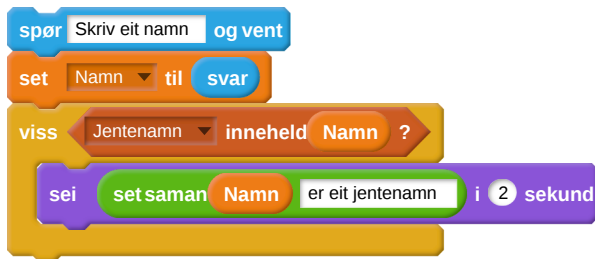 spør Skriv eit namn og vent
set Namn til svar
viss Jentenamn inneheld Namn ?
sei set saman Namn er eit jentenamn i 2 sekund